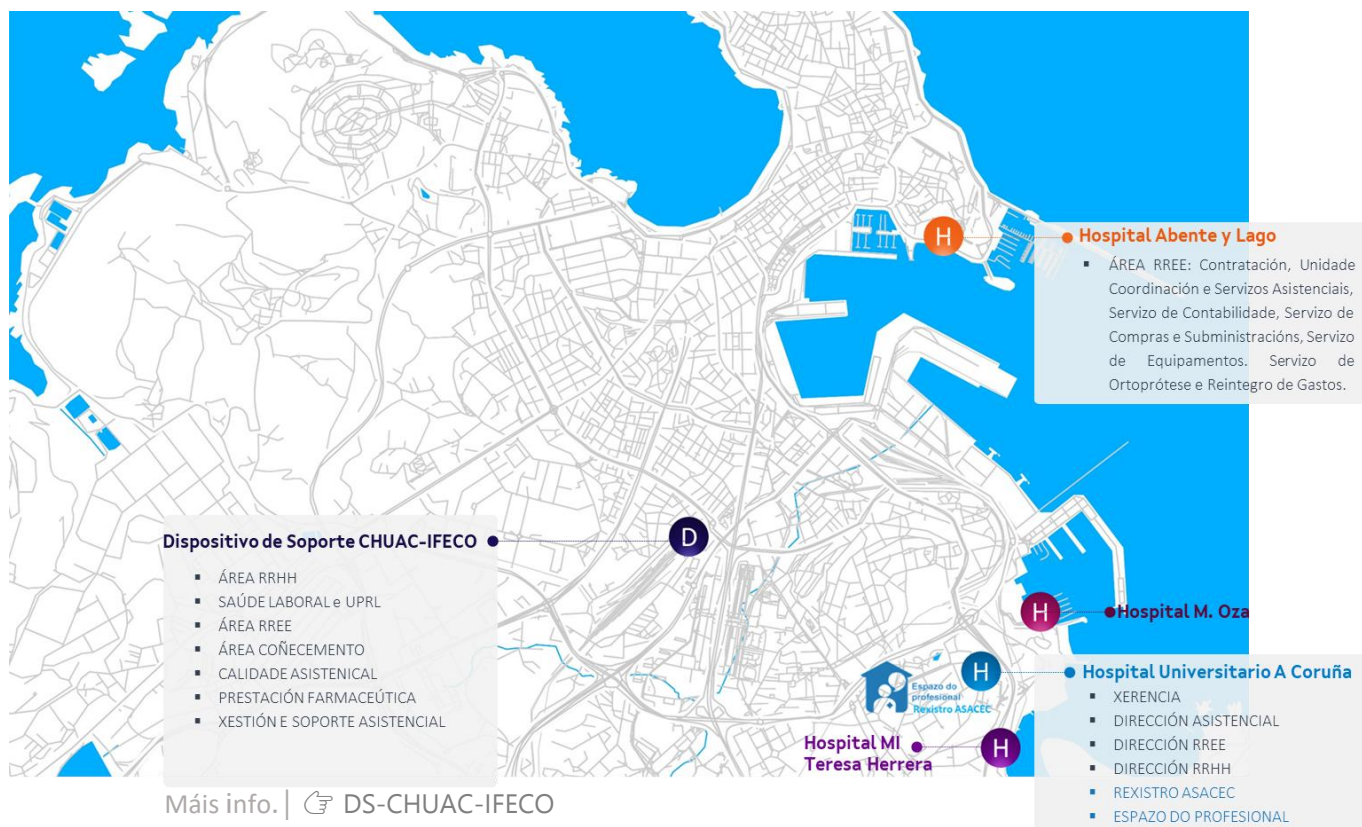 H
Hospital Abente y Lago
▪ ÁREA RREE: Contratación, Unidade
Coordinación e Servizos Asistenciais,
Servizo de Contabilidade, Servizo de
Compras e Subministracións, Servizo
de Equipamentos. Servizo de
Ortoprótese e Reintegro de Gastos.
Dispositivo de Soporte CHUAC-IFECO
D
▪ ÁREA RRHH
▪ SAÚDE LABORAL e UPRL
▪ ÁREA RREE
▪ ÁREA COÑECEMENTO
▪ CALIDADE ASISTENICAL
▪ PRESTACIÓN FARMACEÚTICA
▪ XESTIÓN E SOPORTE ASISTENCIAL
H
Hospital M. Oza
Espazo do
profesional
Rexistro ASACEC
H
Hospital Universitario A Coruña
▪ XERENCIA
▪ DIRECCIÓN ASISTENCIAL
▪ DIRECCIÓN RREE
▪ DIRECCIÓN RRHH
▪ REXISTRO ASACEC
▪ ESPAZO DO PROFESIONAL
Hospital MI
Teresa Herrera
H
Máis info.| ☞ DS-CHUAC-IFECO